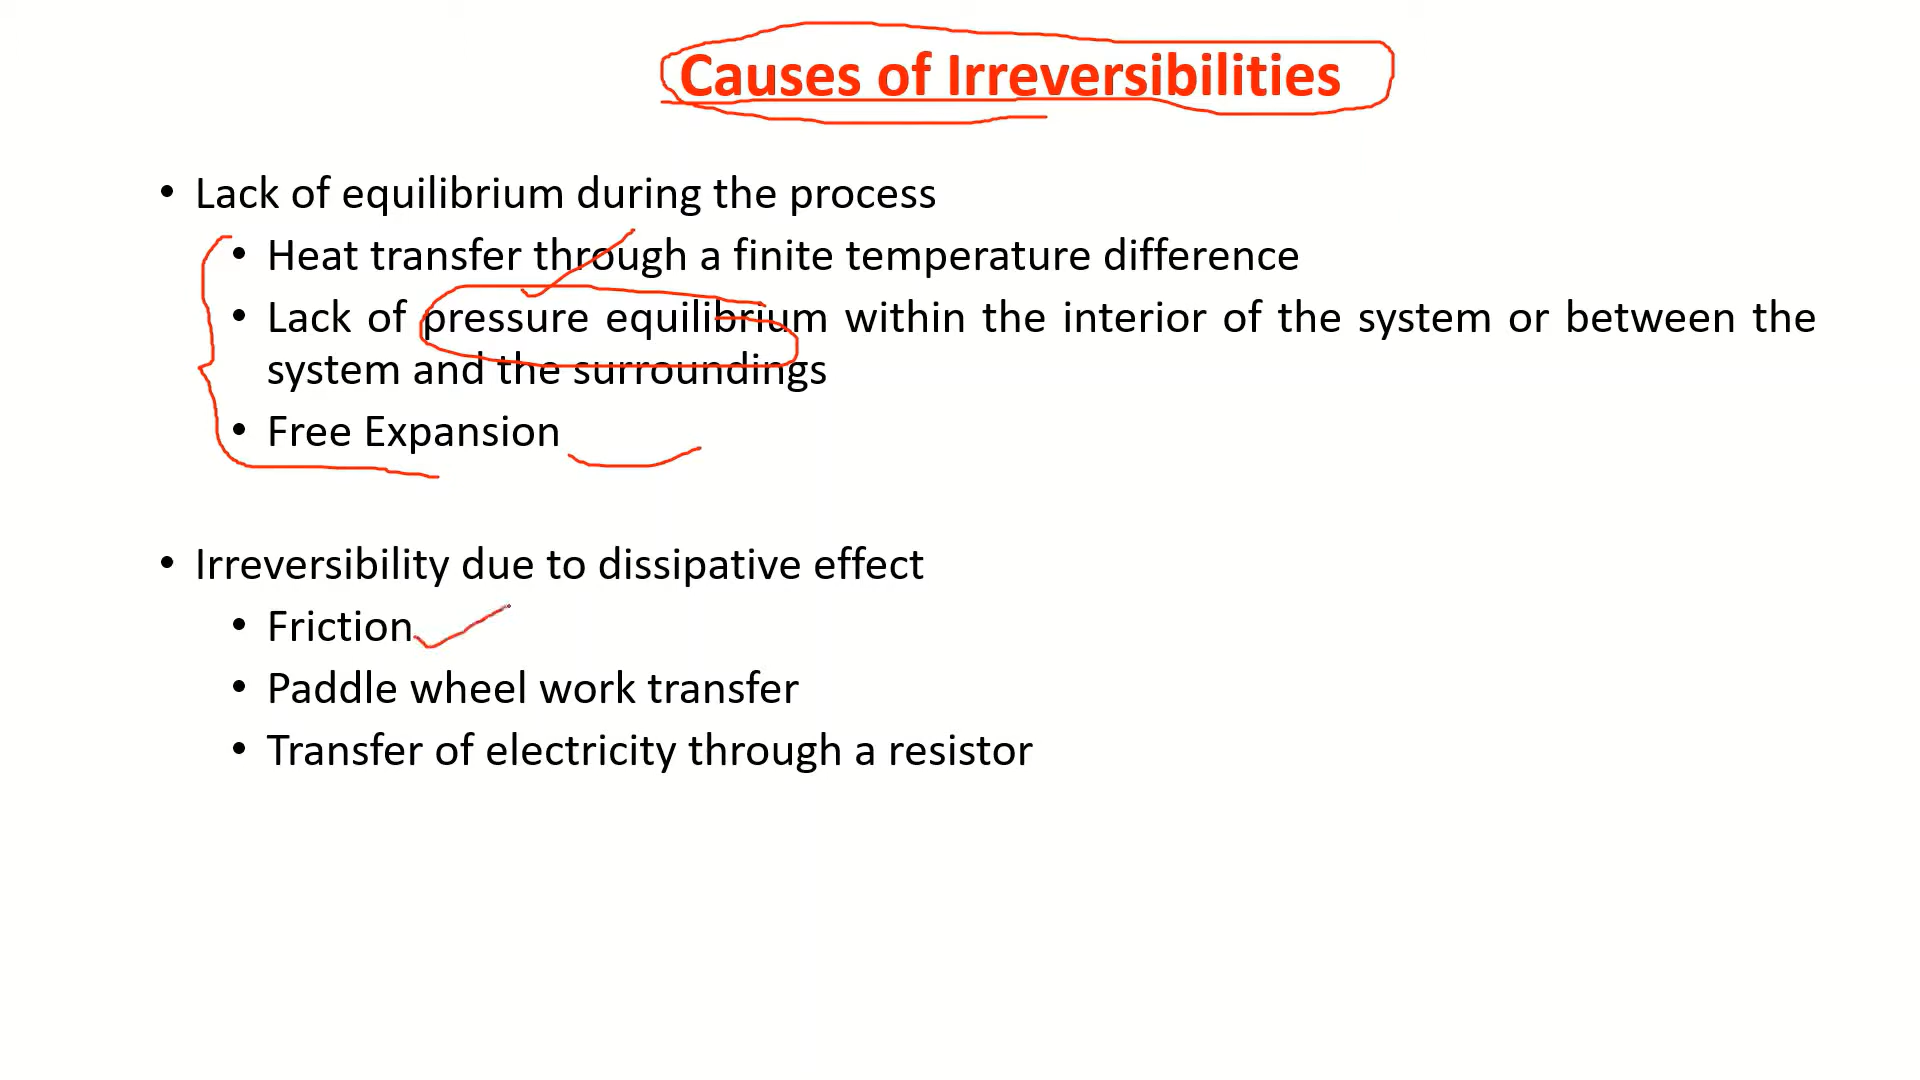 Causes of Irreversibilities
• Lack of equilibrium during the process
• Heat transfer through a finite temperature difference
• Lack of pressure equilibrium within the interior of the system or between the
system and the surroundings
• Free Expansion
• Irreversibility due to dissipative effect
• Friction
• Paddle wheel work transfer
• Transfer of electricity through a resistor